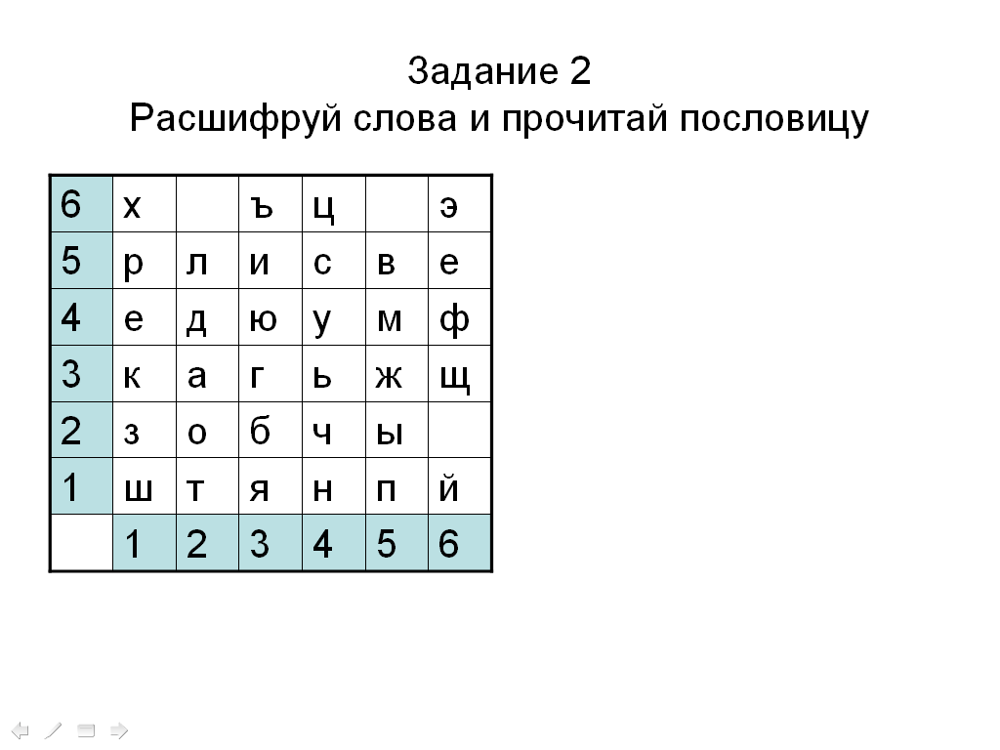 Задание 2
Расшифруй слова и прочитай пословицу
6 х ъ ц э
5 р л и с в е
4 е д ю у м ф
3 к а г ь ж щ
2 з о б ч ы
1 ш т я н п й
1 2 3 4 5 6